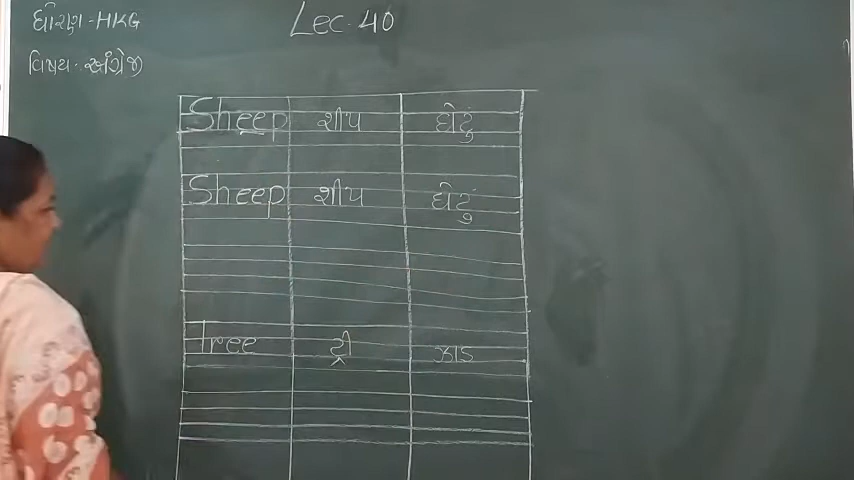 ધોરણ - HKG
Lec. 40
વિષય : અંગ્રેજી
Sheep શીપ ઘેટું
Sheep શીપ ઘેટું
Tree ટ્રી ઝાડ